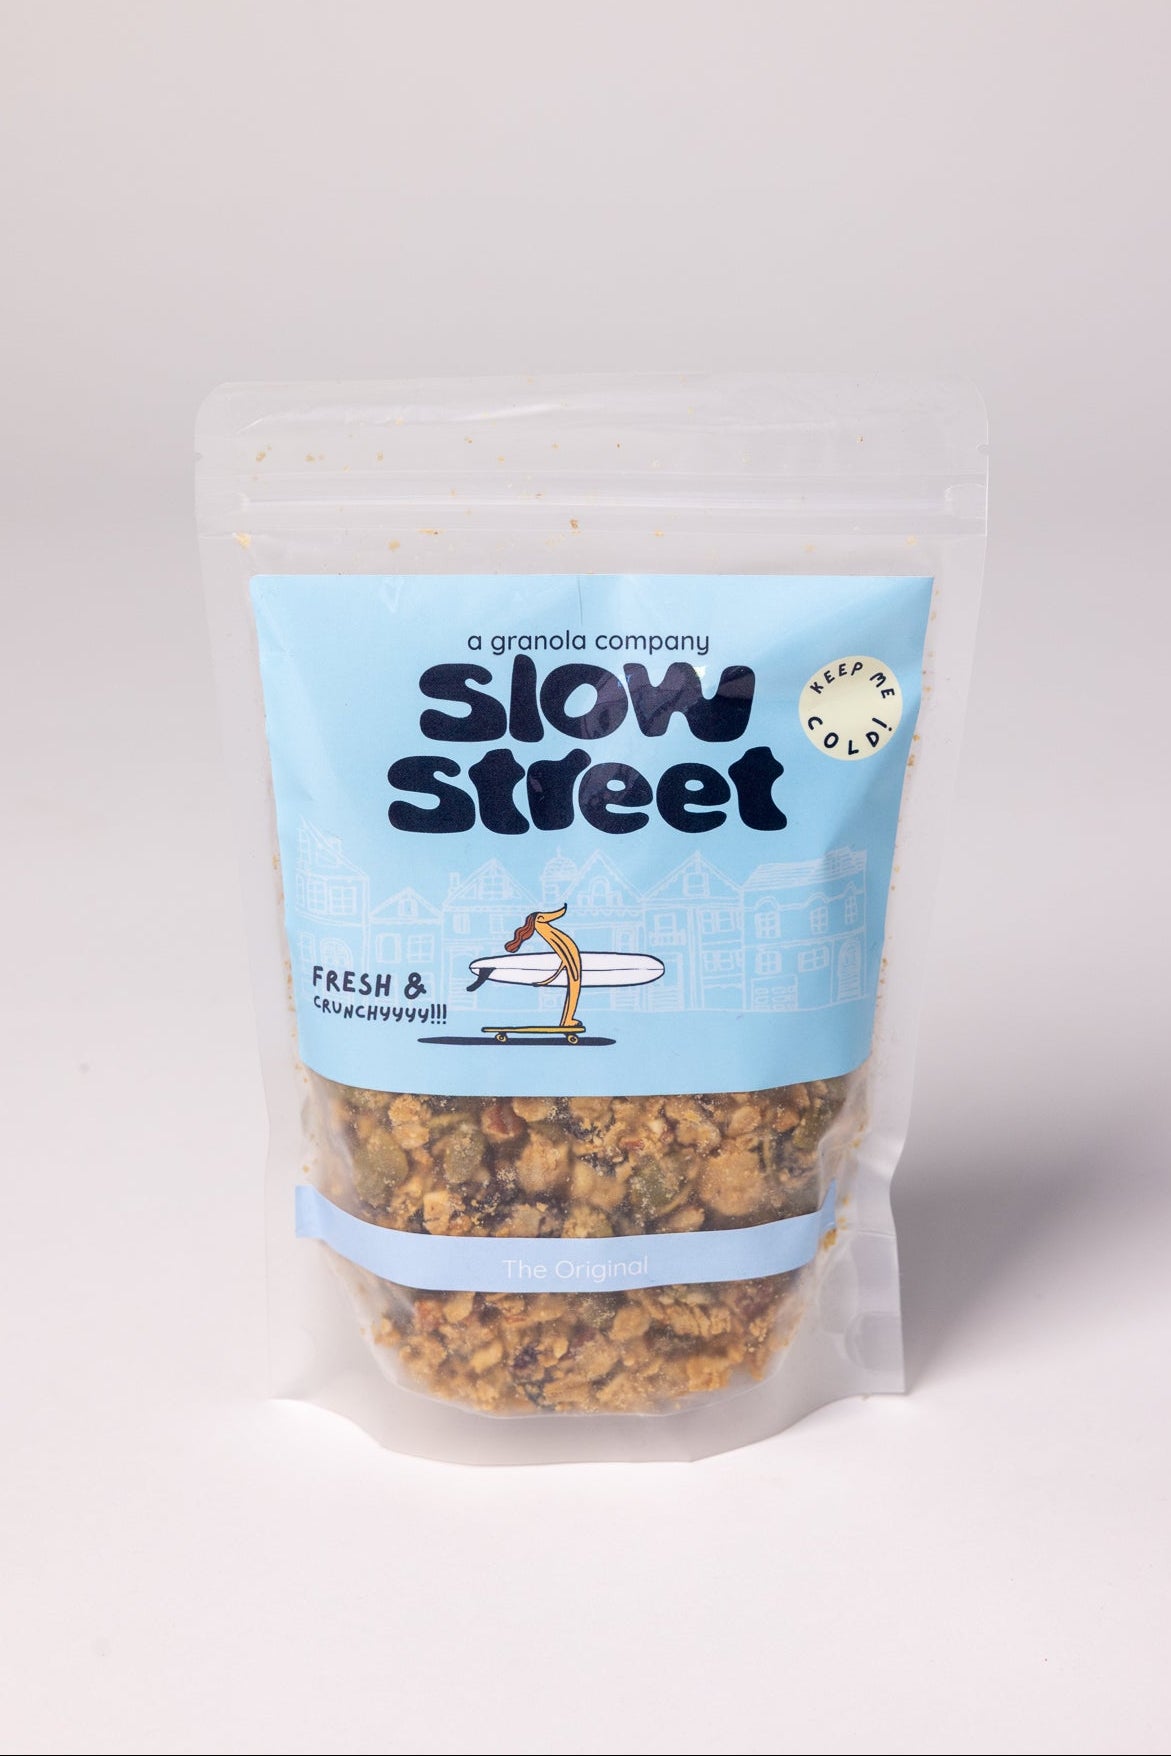 a granola company
slow
street
KEEP ME
COLD!
FRESH &
CRUNCHyyyy!!!
The Original